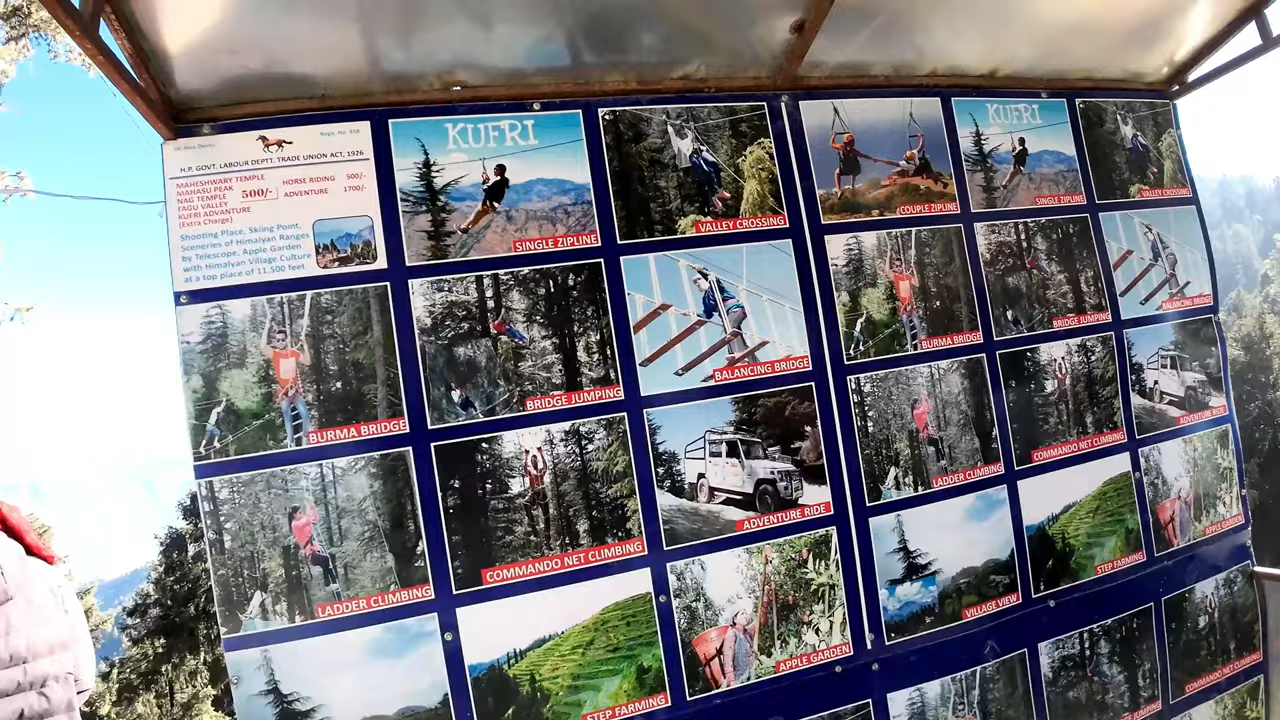 Regn. No. 858
H.P. GOVT. LABOUR DEPTT. TRADE UNION ACT, 1926
MAHESHWARY TEMPLE
MAHASU PEAK
NAG TEMPLE
FAGU VALLEY
KUFRI ADVANTURE
(Extra Charge)
500/-
HORSE RIDING 500/-
ADVENTURE 1700/-
Shooting Place, Skiing Point,
Sceneries of Himalyan Ranges
by Telescope, Apple Garden
with Himalyan Village Culture
at a top place of 11,500 feet
KUFRI
SINGLE ZIPLINE
VALLEY CROSSING
BURMA BRIDGE
BRIDGE JUMPING
BALANCING BRIDGE
LADDER CLIMBING
COMMANDO NET CLIMBING
ADVENTURE RIDE
STEP FARMING
APPLE GARDEN
COUPLE ZIPLINE
KUFRI
SINGLE ZIPLINE
VALLEY CROSSING
BURMA BRIDGE
BRIDGE JUMPING
BALANCING BRIDGE
LADDER CLIMBING
COMMANDO NET CLIMBING
ADVENTURE RIDE
VILLAGE VIEW
STEP FARMING
APPLE GARDEN
JUMPING
COMMANDO NET CLIMBING